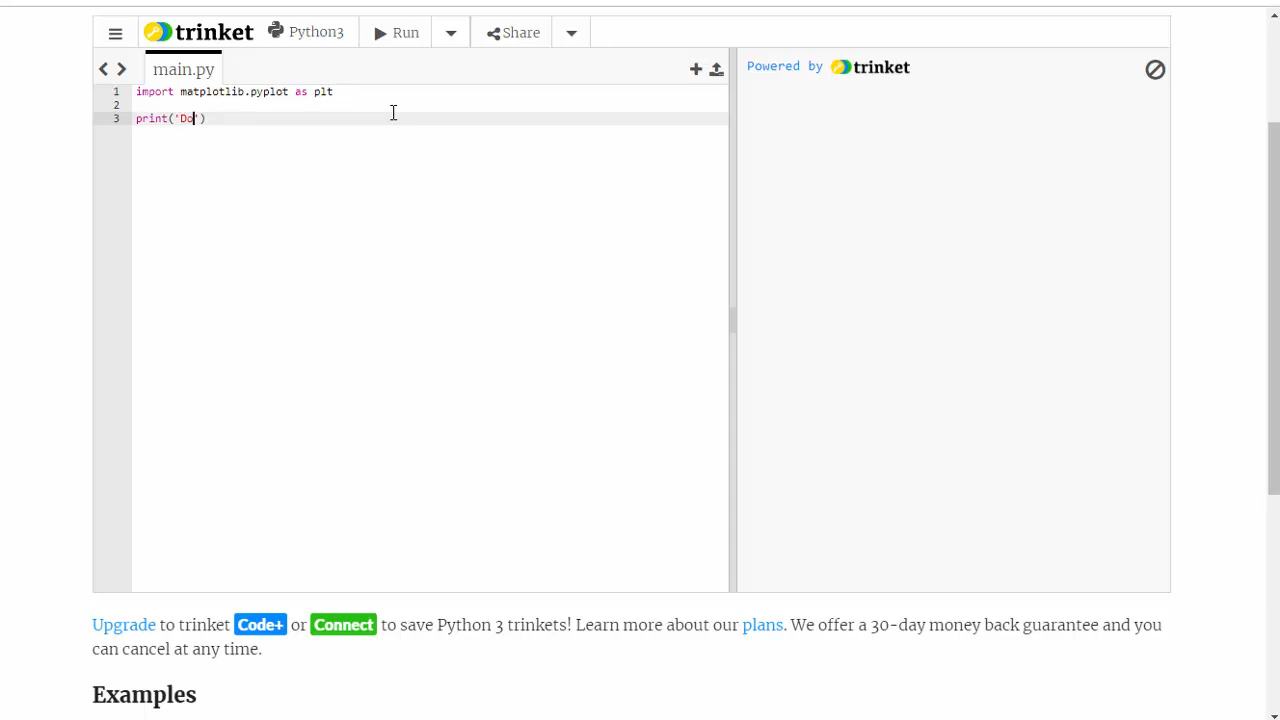 trinket Python3 Run Share
main.py
Powered by trinket
1 import matplotlib.pyplot as plt
2
3 print('Do')
Upgrade to trinket Code+ or Connect to save Python 3 trinkets! Learn more about our plans. We offer a 30-day money back guarantee and you
can cancel at any time.
Examples